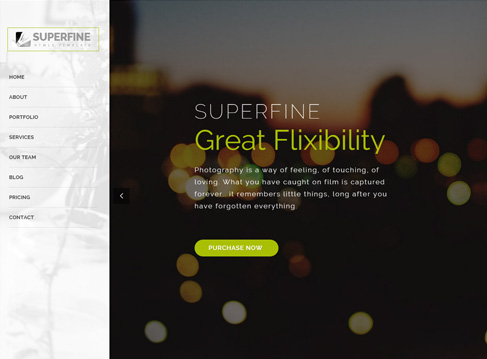 SUPERFINE
HTML5 TEMPLATE
HOME
ABOUT
PORTFOLIO
SERVICES
OUR TEAM
BLOG
PRICING
CONTACT
SUPERFINE
Great Flixibility
Photography is a way of feeling, of touching, of
loving. What you have caught on film is captured
forever... it remembers little things, long after you
have forgotten everything.
PURCHASE NOW